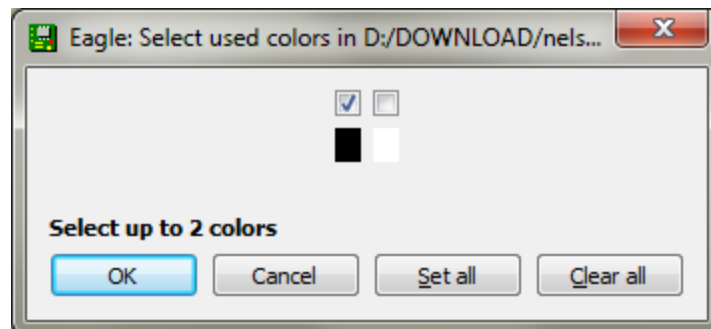 Eagle: Select used colors in D:/DOWNLOAD/nels...
Select up to 2 colors
OK Cancel Set all Clear all